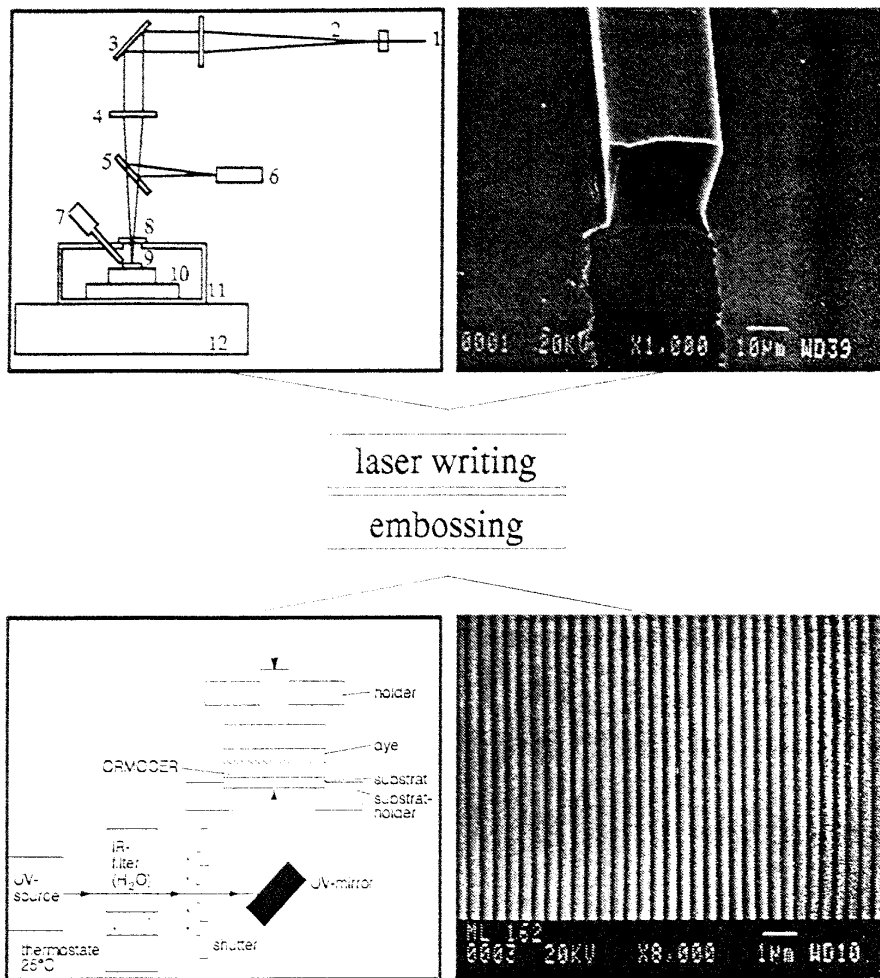 1
2
3
4
5
6
7
8
9
10
11
12
0001 20KV X1,000 10µm WD39
laser writing
embossing
holder
dye
ORMOCER
substrat
substrat-
holder
IR-
filter
(H₂O)
UV-
source
UV-mirror
shutter
thermostate
25°C
ML 162
0003 20KV X8,000 1µm WD10